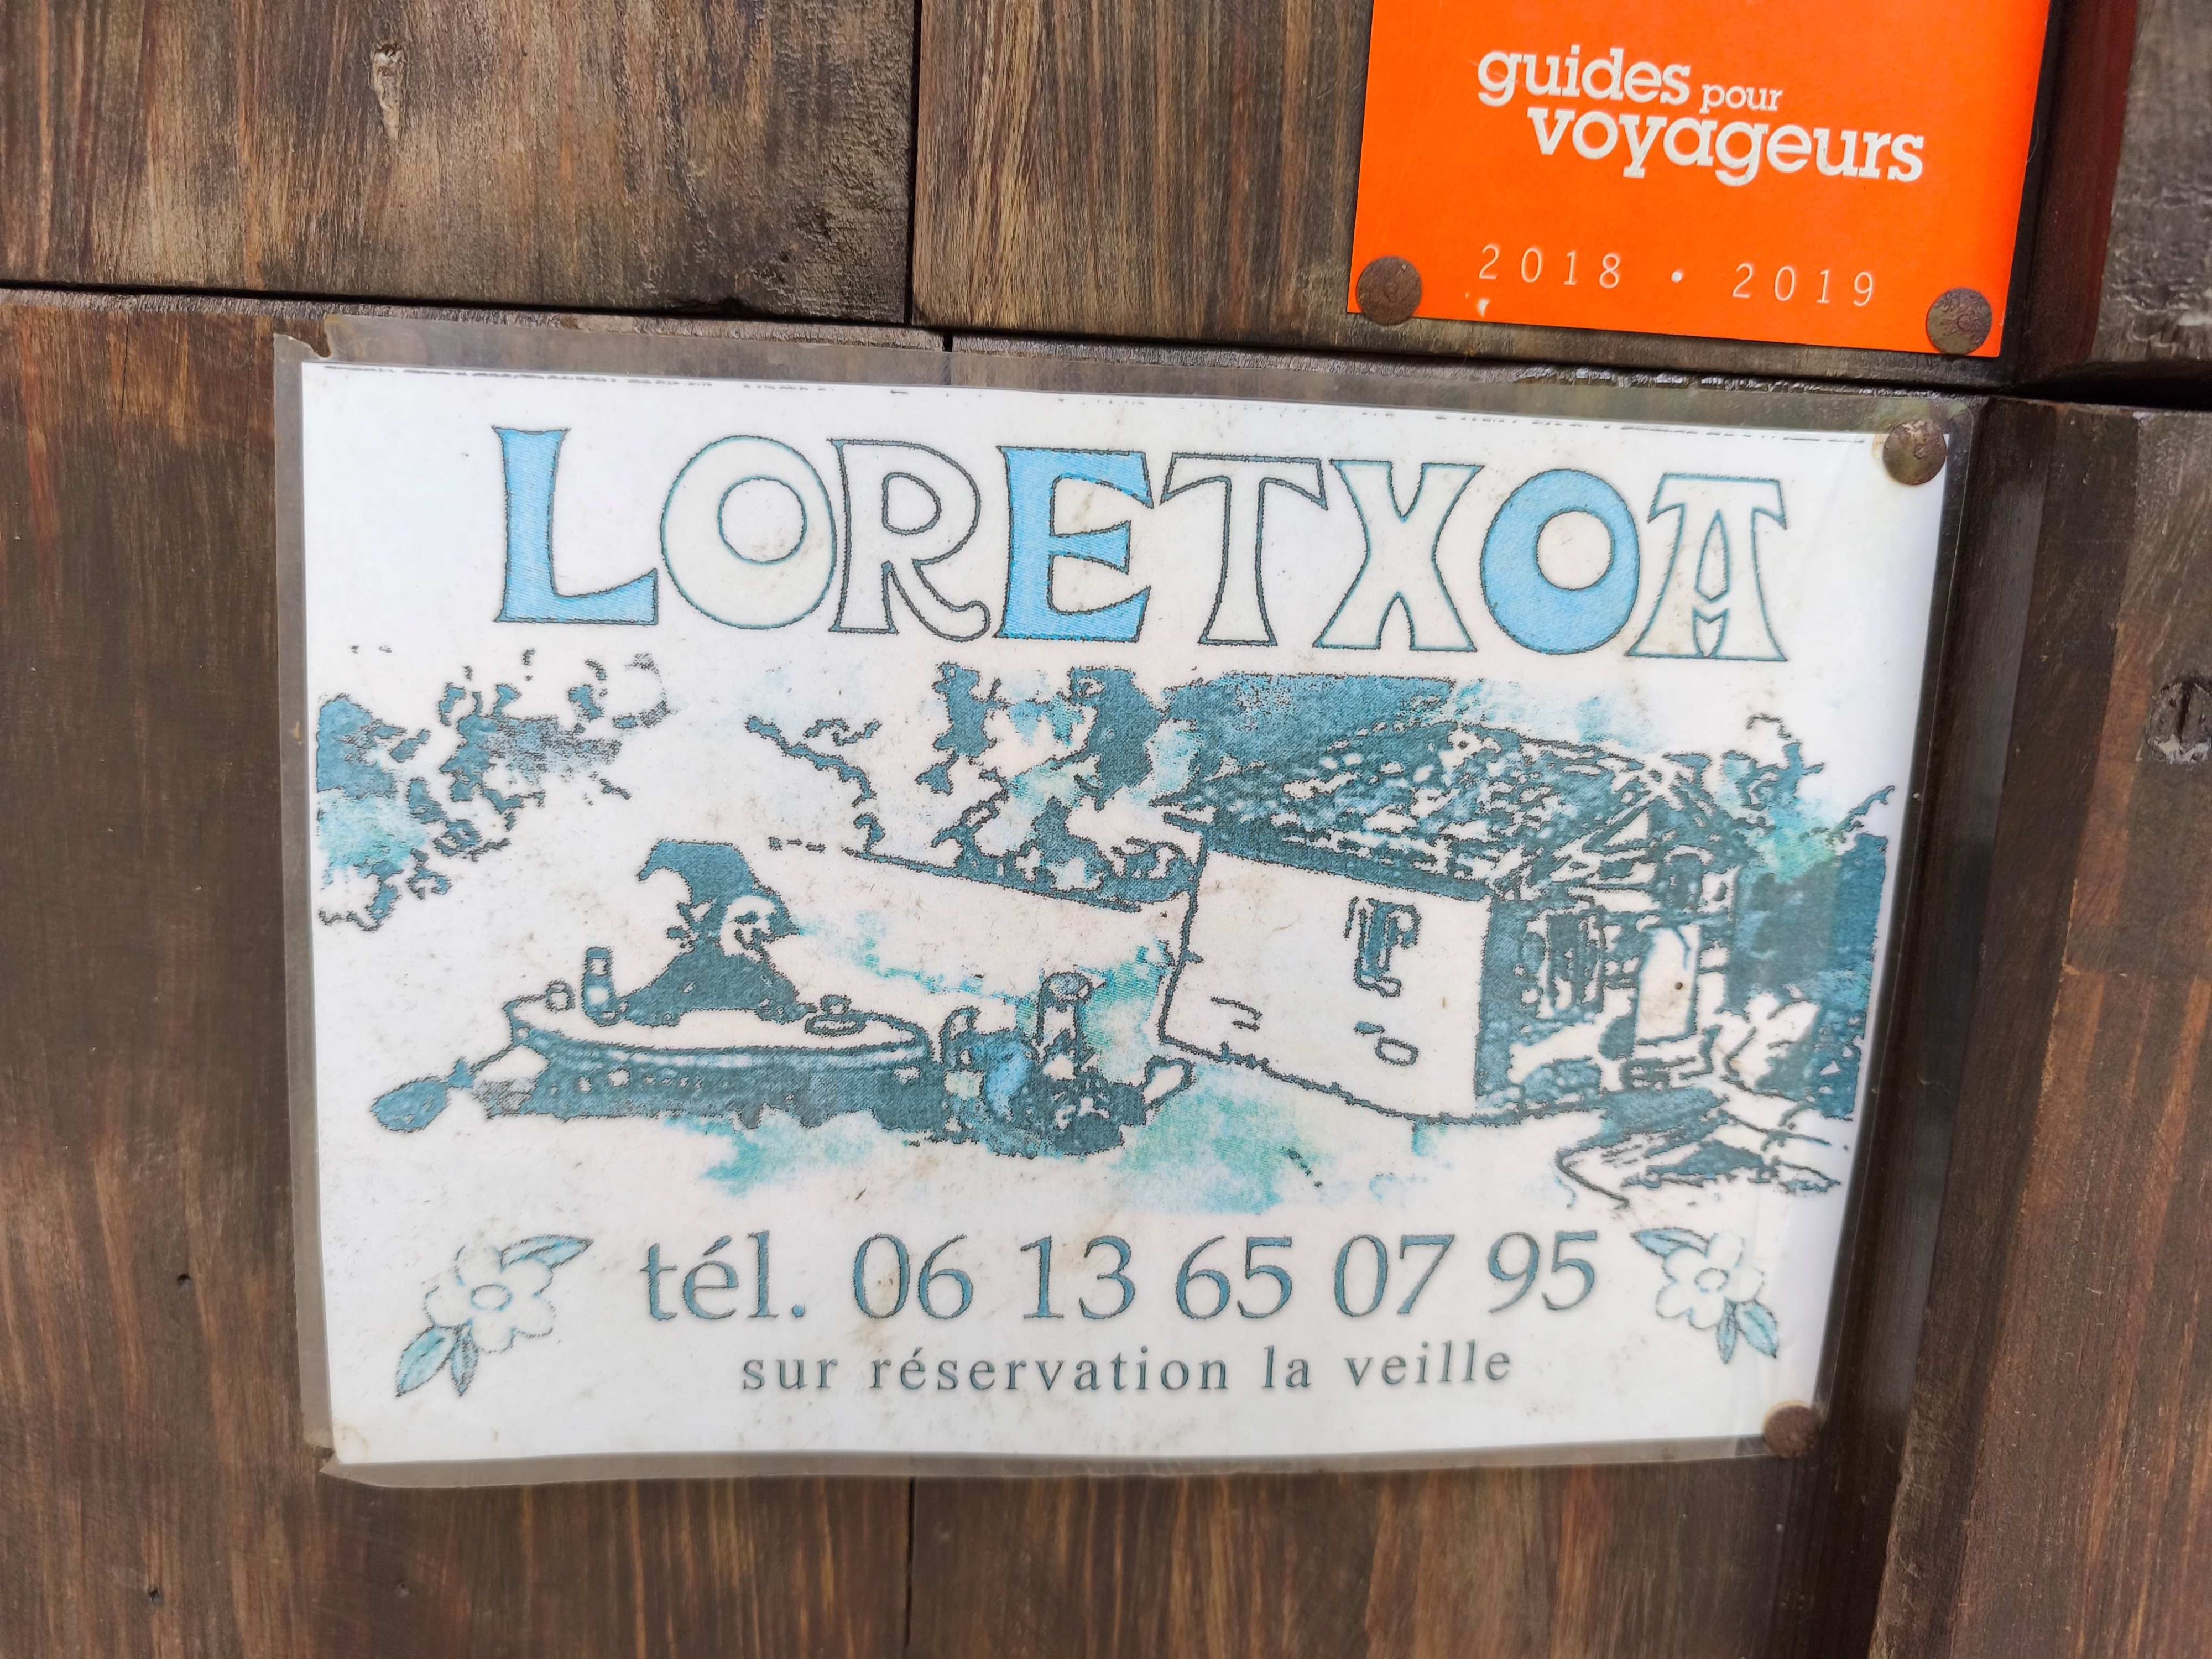 guides pour
voyageurs
2018 • 2019
LORETXOA
tél. 06 13 65 07 95
sur réservation la veille